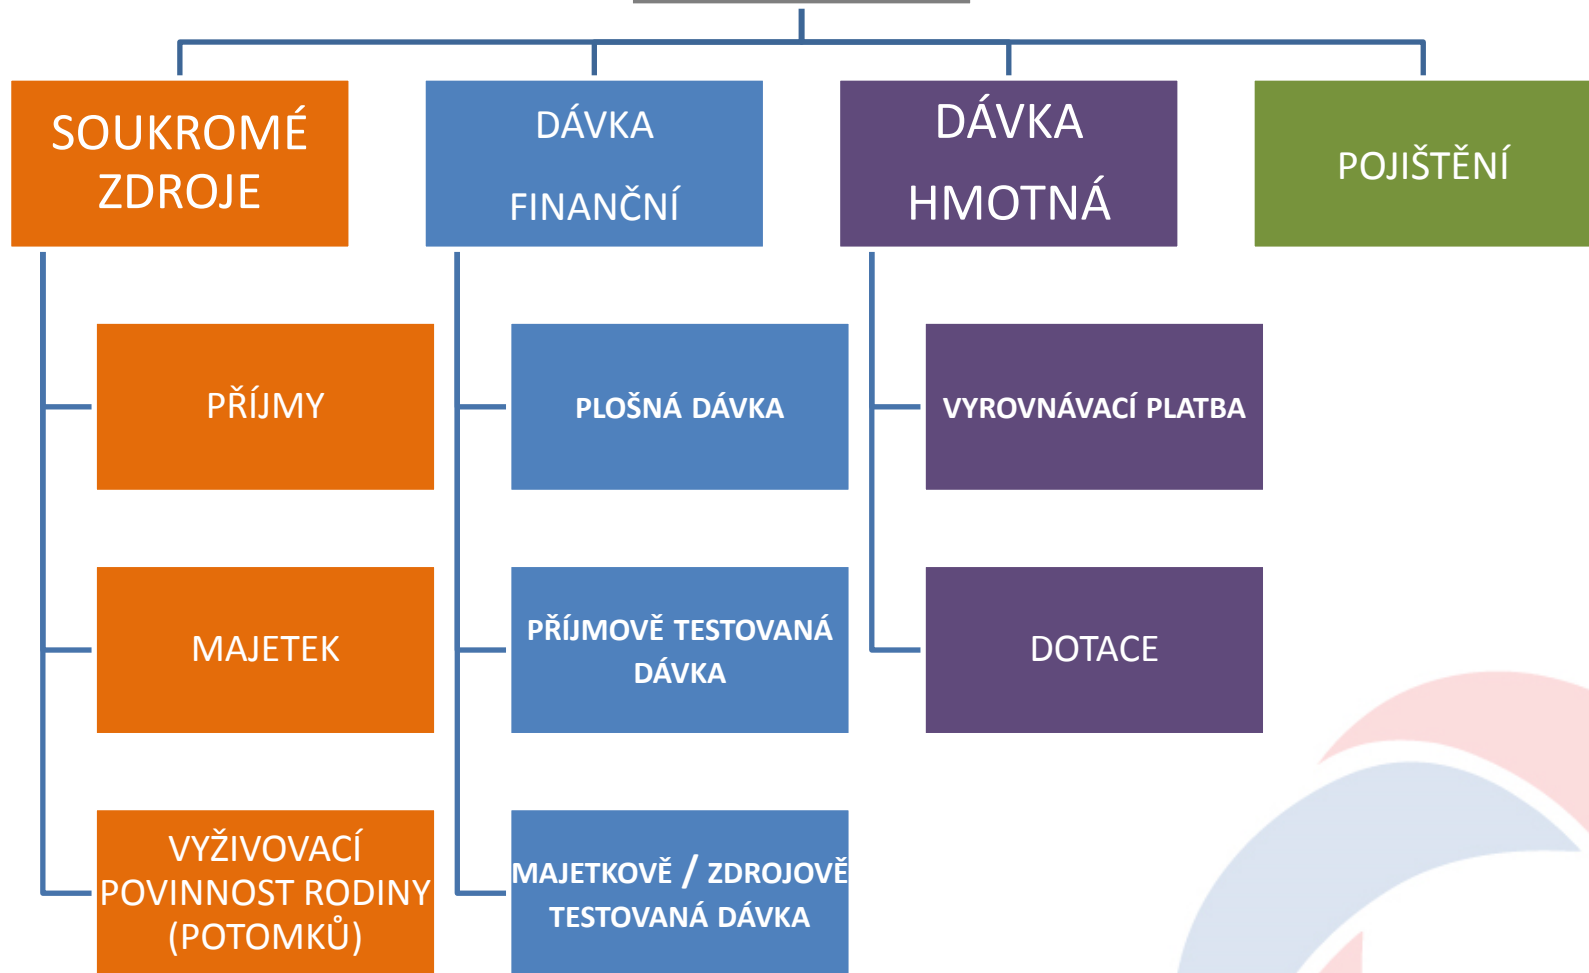 SOUKROMÉ
ZDROJE
DÁVKA
FINANČNÍ
DÁVKA
HMOTNÁ
POJIŠTĚNÍ
PŘÍJMY
PLOŠNÁ DÁVKA
VYROVNÁVACÍ PLATBA
MAJETEK
PŘÍJMOVĚ TESTOVANÁ
DÁVKA
DOTACE
VYŽIVOVACÍ
POVINNOST RODINY
(POTOMKŮ)
MAJETKOVĚ / ZDROJOVĚ
TESTOVANÁ DÁVKA